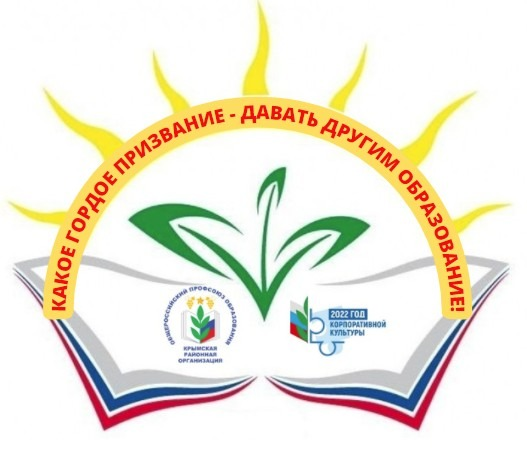 КАКОЕ ГОРДОЕ ПРИЗВАНИЕ - ДАВАТЬ ДРУГИМ ОБРАЗОВАНИЕ!
ОБЩЕРОССИЙСКИЙ ПРОФСОЮЗ ОБРАЗОВАНИЯ
КРЫМСКАЯ
РАЙОННАЯ
ОРГАНИЗАЦИЯ
2022 ГОД
КОРПОРАТИВНОЙ
КУЛЬТУРЫ